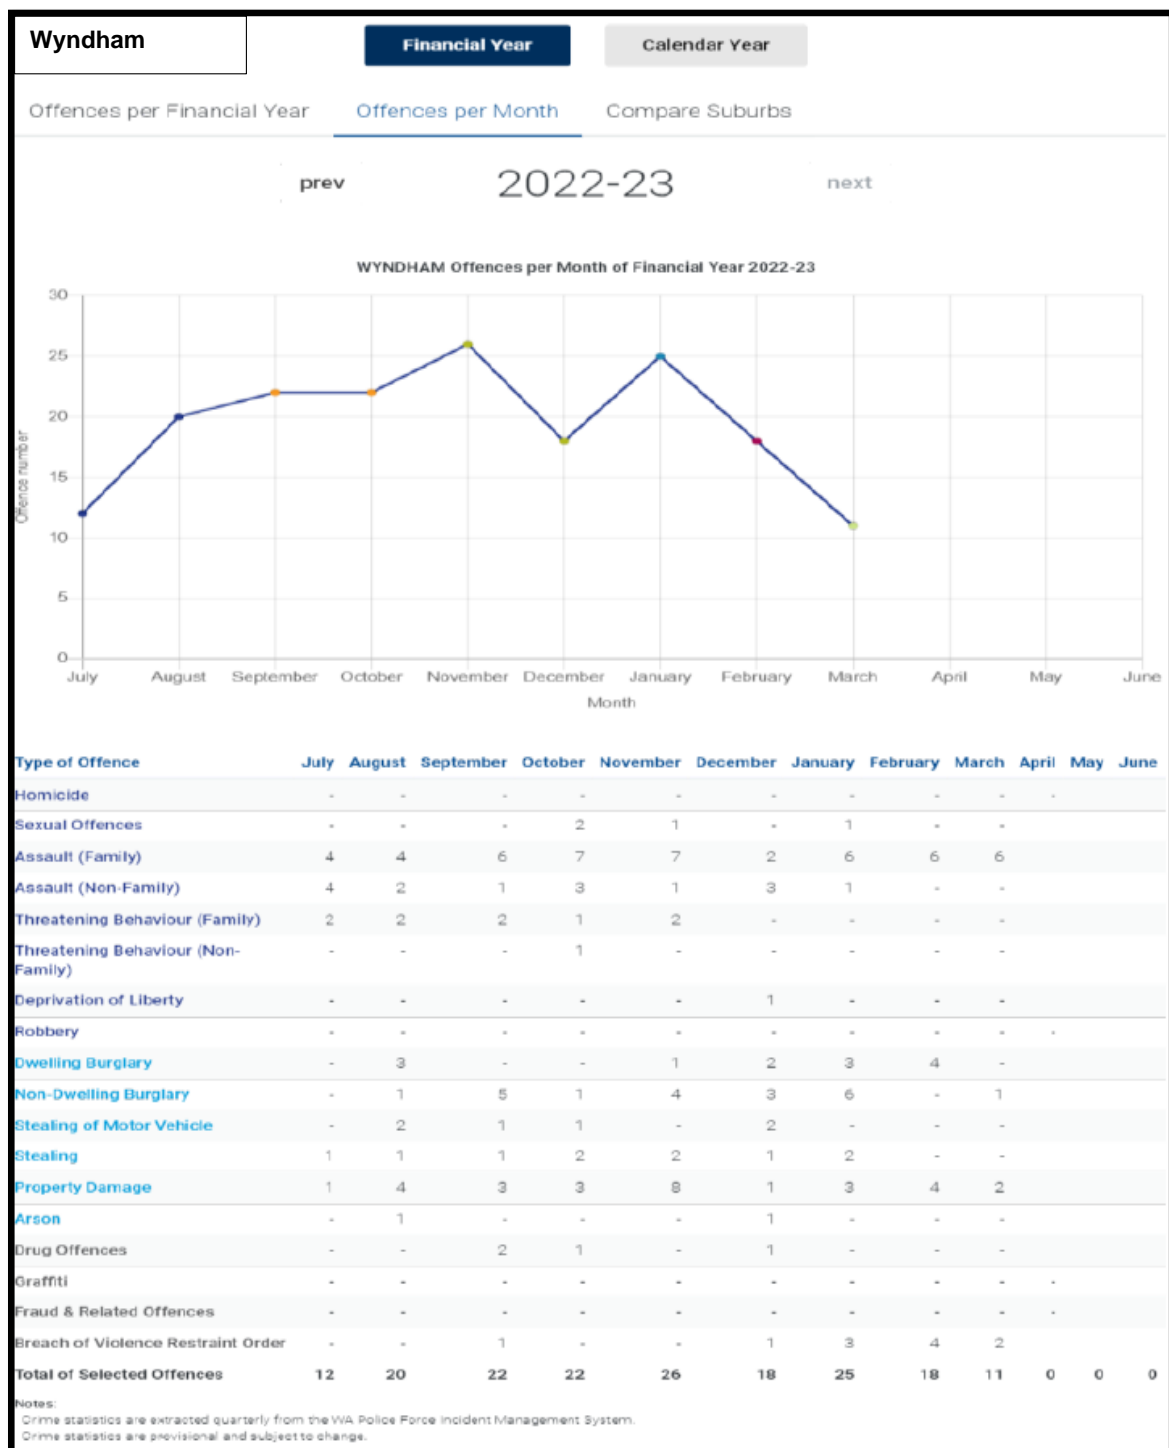 Wyndham
Financial Year Calendar Year
Offences per Financial Year Offences per Month Compare Suburbs
prev 2022-23 next
WYNDHAM Offences per Month of Financial Year 2022-23
30
25
20
15
10
5
0
Offence number
July August September October November December January February March April May June
Month
Type of Offence July August September October November December January February March April May June
Homicide - - - - - - - - - -
Sexual Offences - - - 2 1 - 1 - -
Assault (Family) 4 4 6 7 7 2 6 6 6
Assault (Non-Family) 4 2 1 3 1 3 1 - -
Threatening Behaviour (Family) 2 2 2 1 2 - - - -
Threatening Behaviour (Non- - - - 1 - - - - -
Family)
Deprivation of Liberty - - - - - 1 - - -
Robbery - - - - - - - - - -
Dwelling Burglary - 3 - - 1 2 3 4 -
Non-Dwelling Burglary - 1 5 1 4 3 6 - 1
Stealing of Motor Vehicle - 2 1 1 - 2 - - -
Stealing 1 1 1 2 2 1 2 - -
Property Damage 1 4 3 3 8 1 3 4 2
Arson - 1 - - - 1 - - -
Drug Offences - - 2 1 - 1 - - -
Graffiti - - - - - - - - - -
Fraud & Related Offences - - - - - - - - - -
Breach of Violence Restraint Order - - 1 - - 1 3 4 2
Total of Selected Offences 12 20 22 22 26 18 25 18 11 0 0 0
Notes:
Crime statistics are extracted quarterly from the WA Police Force Incident Management System.
Crime statistics are provisional and subject to change.